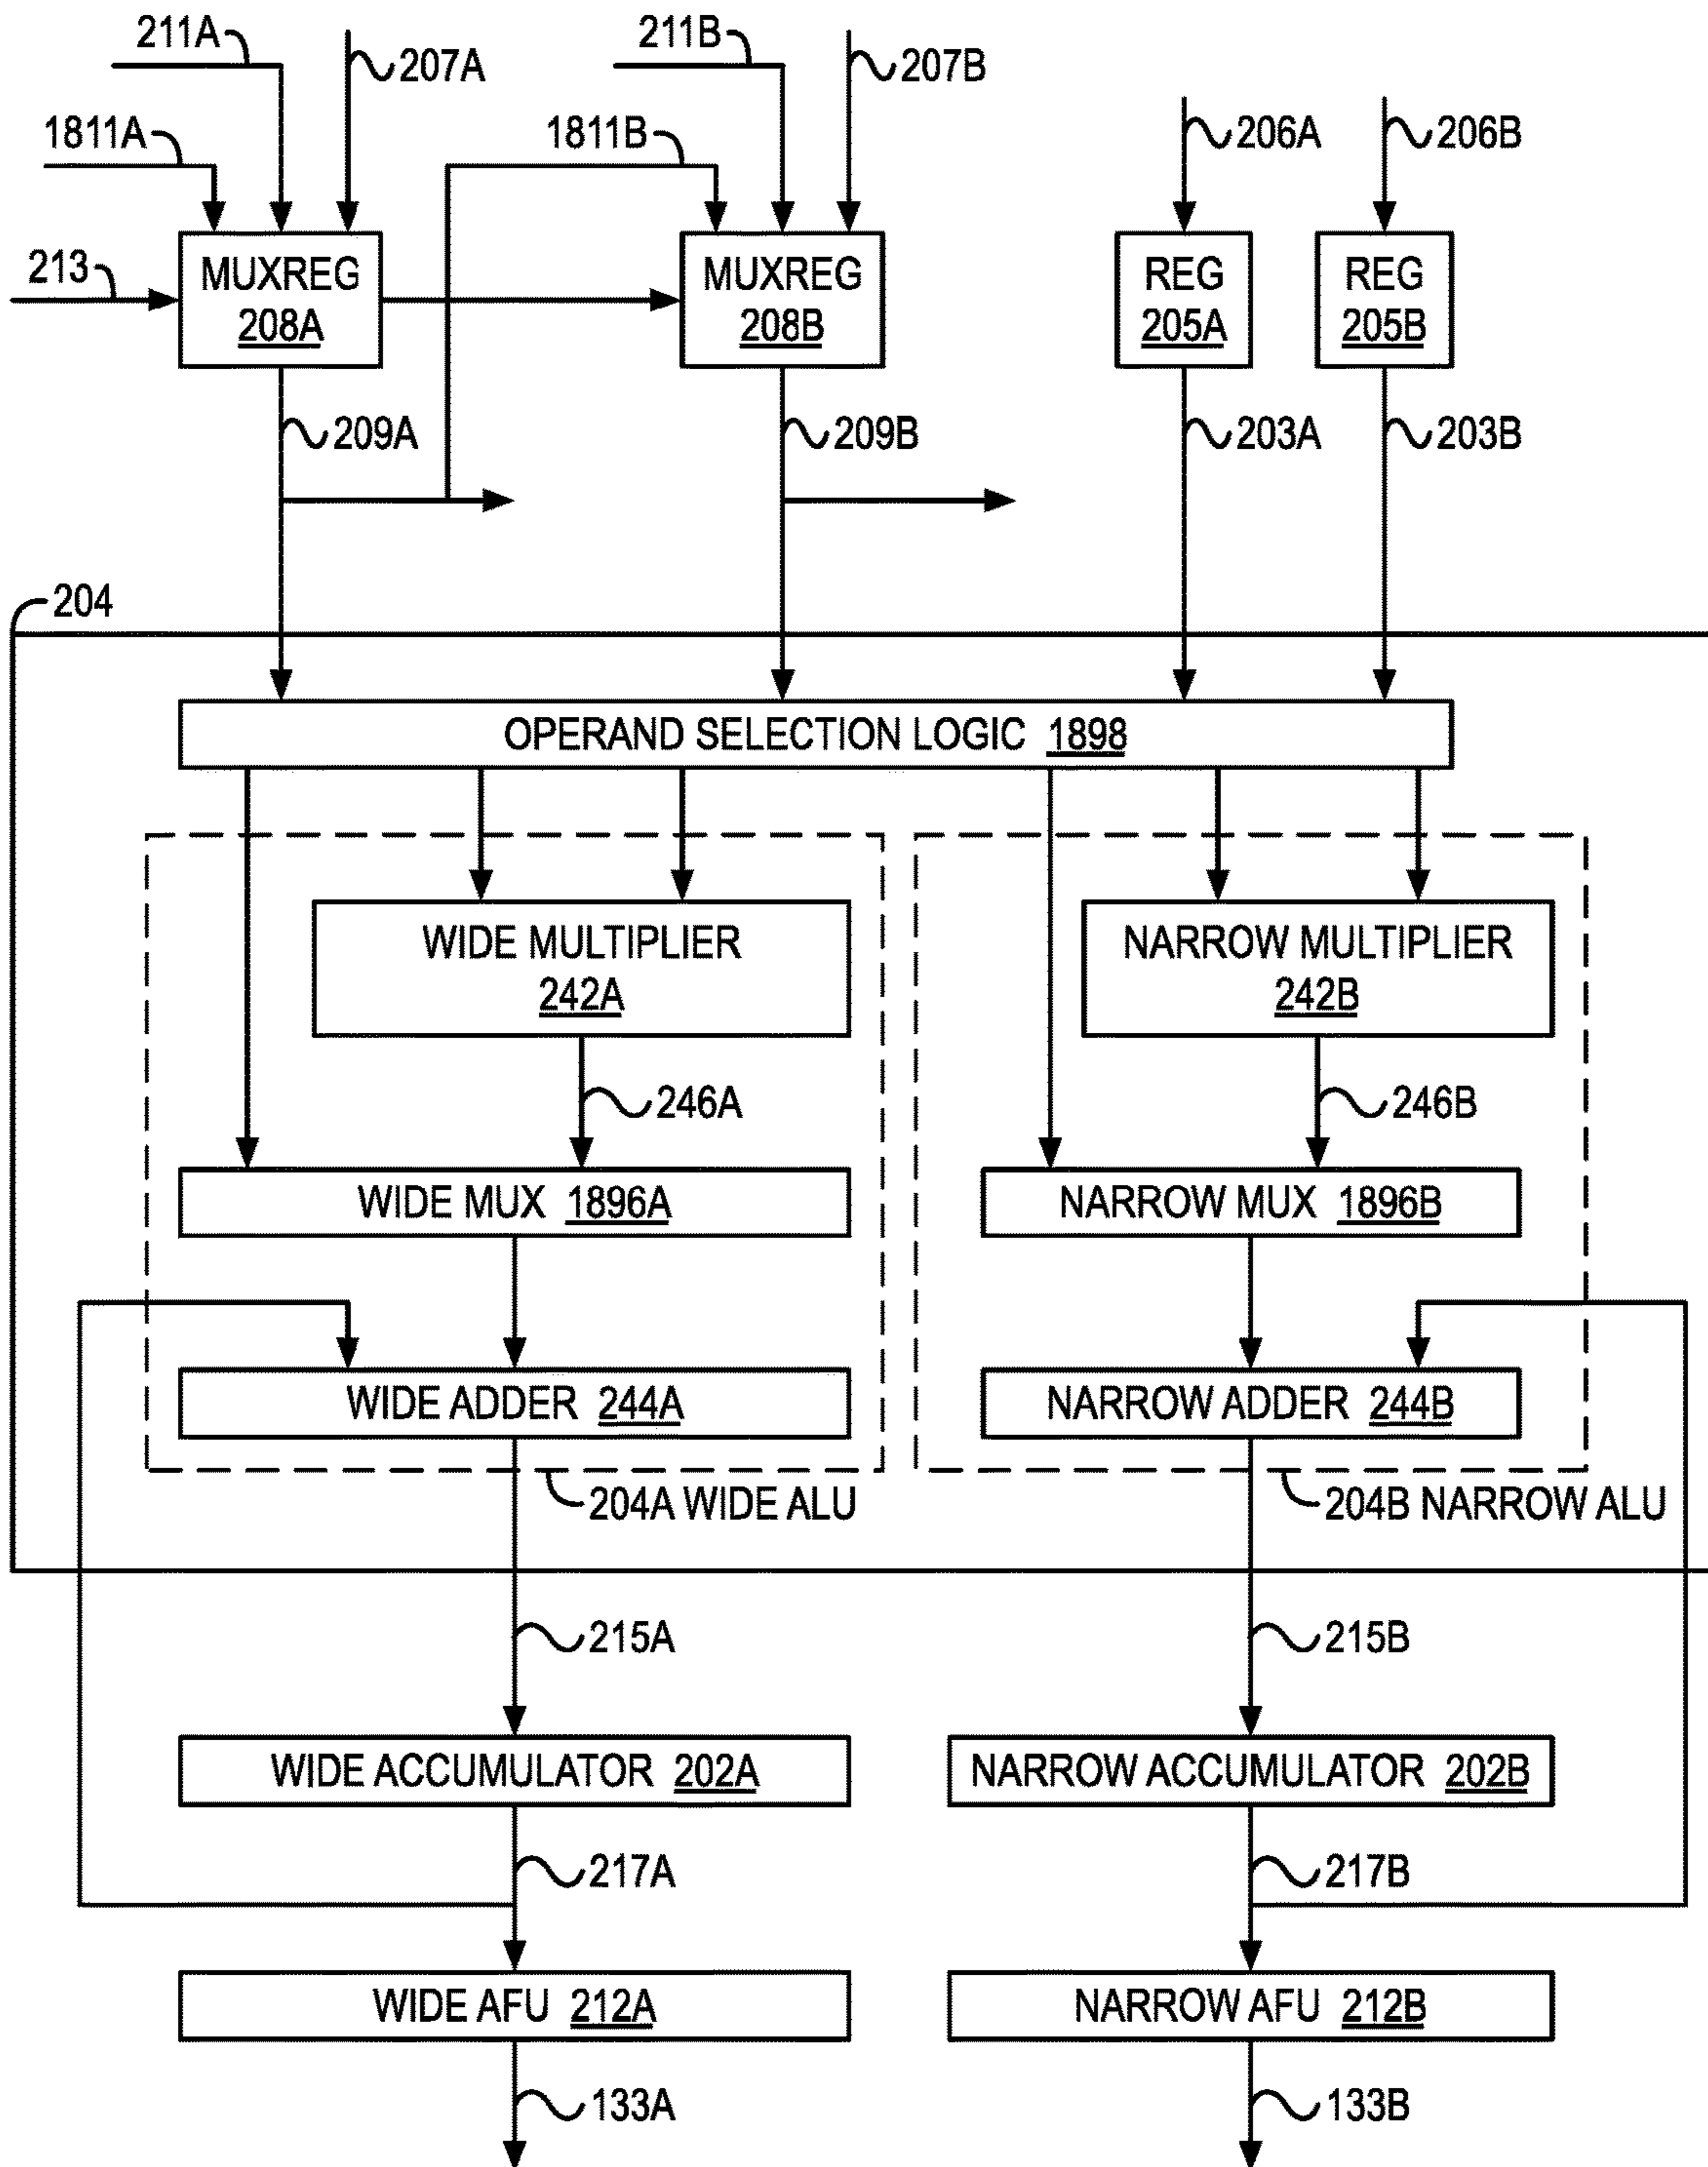 211A
207A
211B
207B
1811A
1811B
206A
206B
213
MUXREG
208A
MUXREG
208B
REG
205A
REG
205B
209A
209B
203A
203B
204
OPERAND SELECTION LOGIC 1898
WIDE MULTIPLIER
242A
NARROW MULTIPLIER
242B
246A
246B
WIDE MUX 1896A
NARROW MUX 1896B
WIDE ADDER 244A
NARROW ADDER 244B
204A WIDE ALU
204B NARROW ALU
215A
215B
WIDE ACCUMULATOR 202A
NARROW ACCUMULATOR 202B
217A
217B
WIDE AFU 212A
NARROW AFU 212B
133A
133B